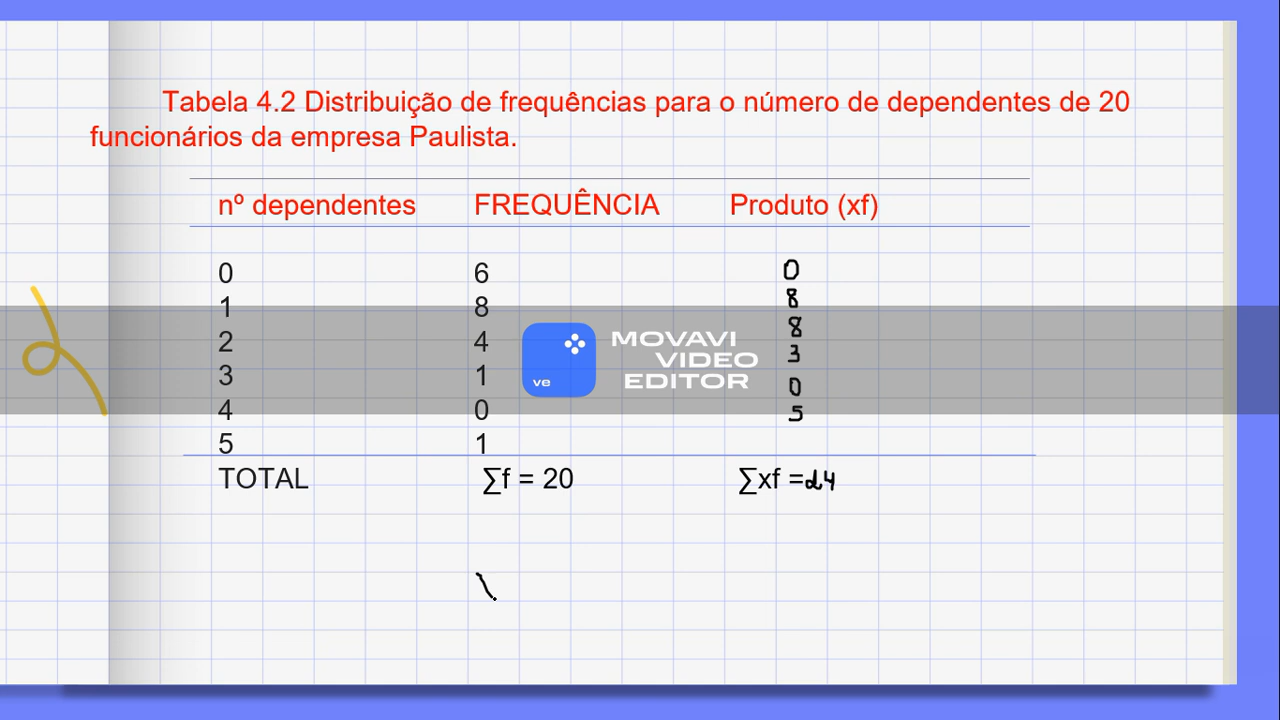 Tabela 4.2 Distribuição de frequências para o número de dependentes de 20
funcionários da empresa Paulista.
nº dependentes FREQUÊNCIA Produto (xf)
0 6 0
1 8 8
2 4 8
3 1 3
4 0 0
5 1 5
TOTAL ∑f = 20 ∑xf =24
ve
MOVAVI
VIDEO
EDITOR